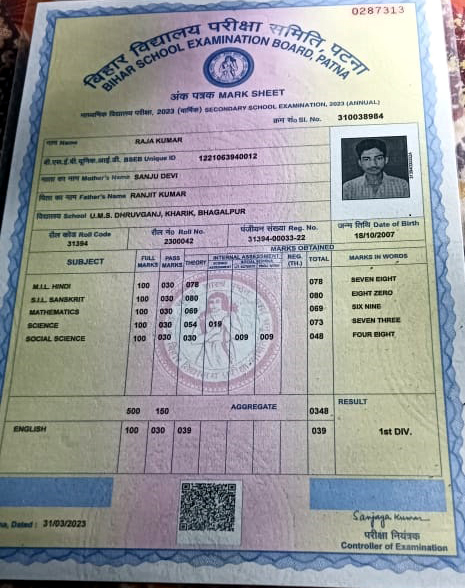 0287313
बिहार विद्यालय परीक्षा समिति पटना
BIHAR SCHOOL EXAMINATION BOARD, PATNA
अंक पत्रक MARK SHEET
माध्यमिक विद्यालय परीक्षा, 2023 (वार्षिक) SECONDARY SCHOOL EXAMINATION, 2023 (ANNUAL)
क्रम सं० Sl. No. 310038984
नाम Name RAJA KUMAR
बी.एस.ई.बी.यूनिक.आई.डी. BSEB Unique ID 1221063940012
माता का नाम Mother's Name SANJU DEVI
पिता का नाम Father's Name RANJIT KUMAR
विद्यालय School U.M.S. DHRUVGANJ, KHARIK, BHAGALPUR
रौल कोड Roll Code रौल नं० Roll No. पंजीयन संख्या Reg. No. जन्म तिथि Date of Birth
31394 2300042 31394-00033-22 18/10/2007
MARKS OBTAINED
SUBJECT FULL MARKS PASS MARKS THEORY INTERNAL ASSESSMENT REG. (TH.) TOTAL MARKS IN WORDS
M.I.L. HINDI 100 030 078 078 SEVEN EIGHT
S.I.L. SANSKRIT 100 030 080 080 EIGHT ZERO
MATHEMATICS 100 030 069 069 SIX NINE
SCIENCE 100 030 054 019 073 SEVEN THREE
SOCIAL SCIENCE 100 030 030 009 009 048 FOUR EIGHT
500 150 AGGREGATE 0348 RESULT
ENGLISH 100 030 039 039 1st DIV.
Dated : 31/03/2023
Sanjaya Kumar
परीक्षा नियंत्रक
Controller of Examination